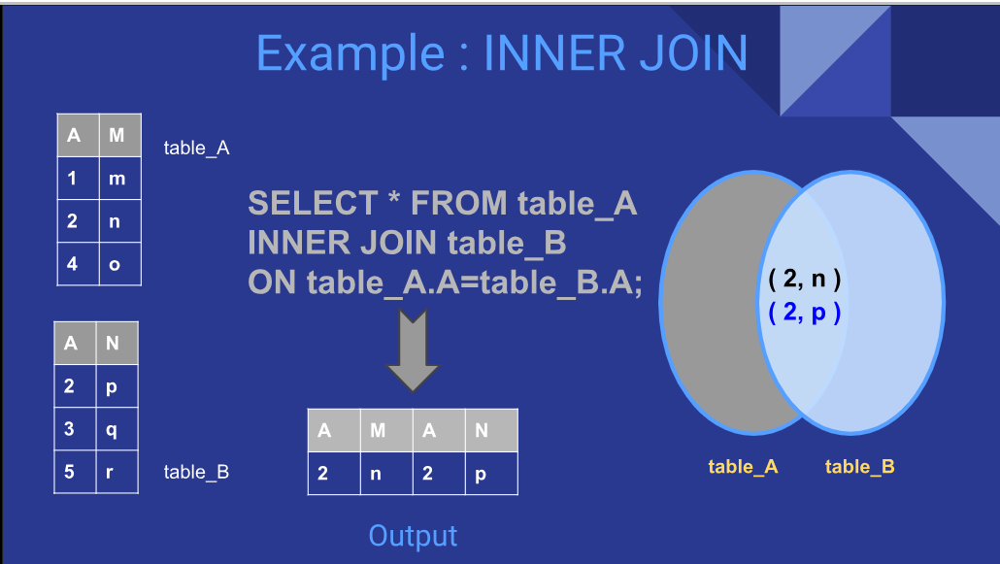 Example : INNER JOIN
A M
table_A
1 m
2 n
4 o
SELECT * FROM table_A
INNER JOIN table_B
ON table_A.A=table_B.A;
A N
2 p
3 q
5 r
table_B
A M A N
2 n 2 p
Output
( 2, n )
( 2, p )
table_A
table_B